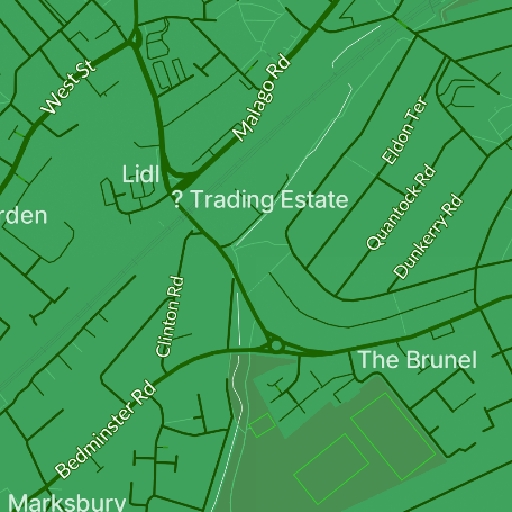 West St
Malago Rd
Eldon Ter
Lidl
? Trading Estate
Quantock Rd
rden
Dunkerry Rd
Clinton Rd
The Brunel
Bedminster Rd
Marksbury